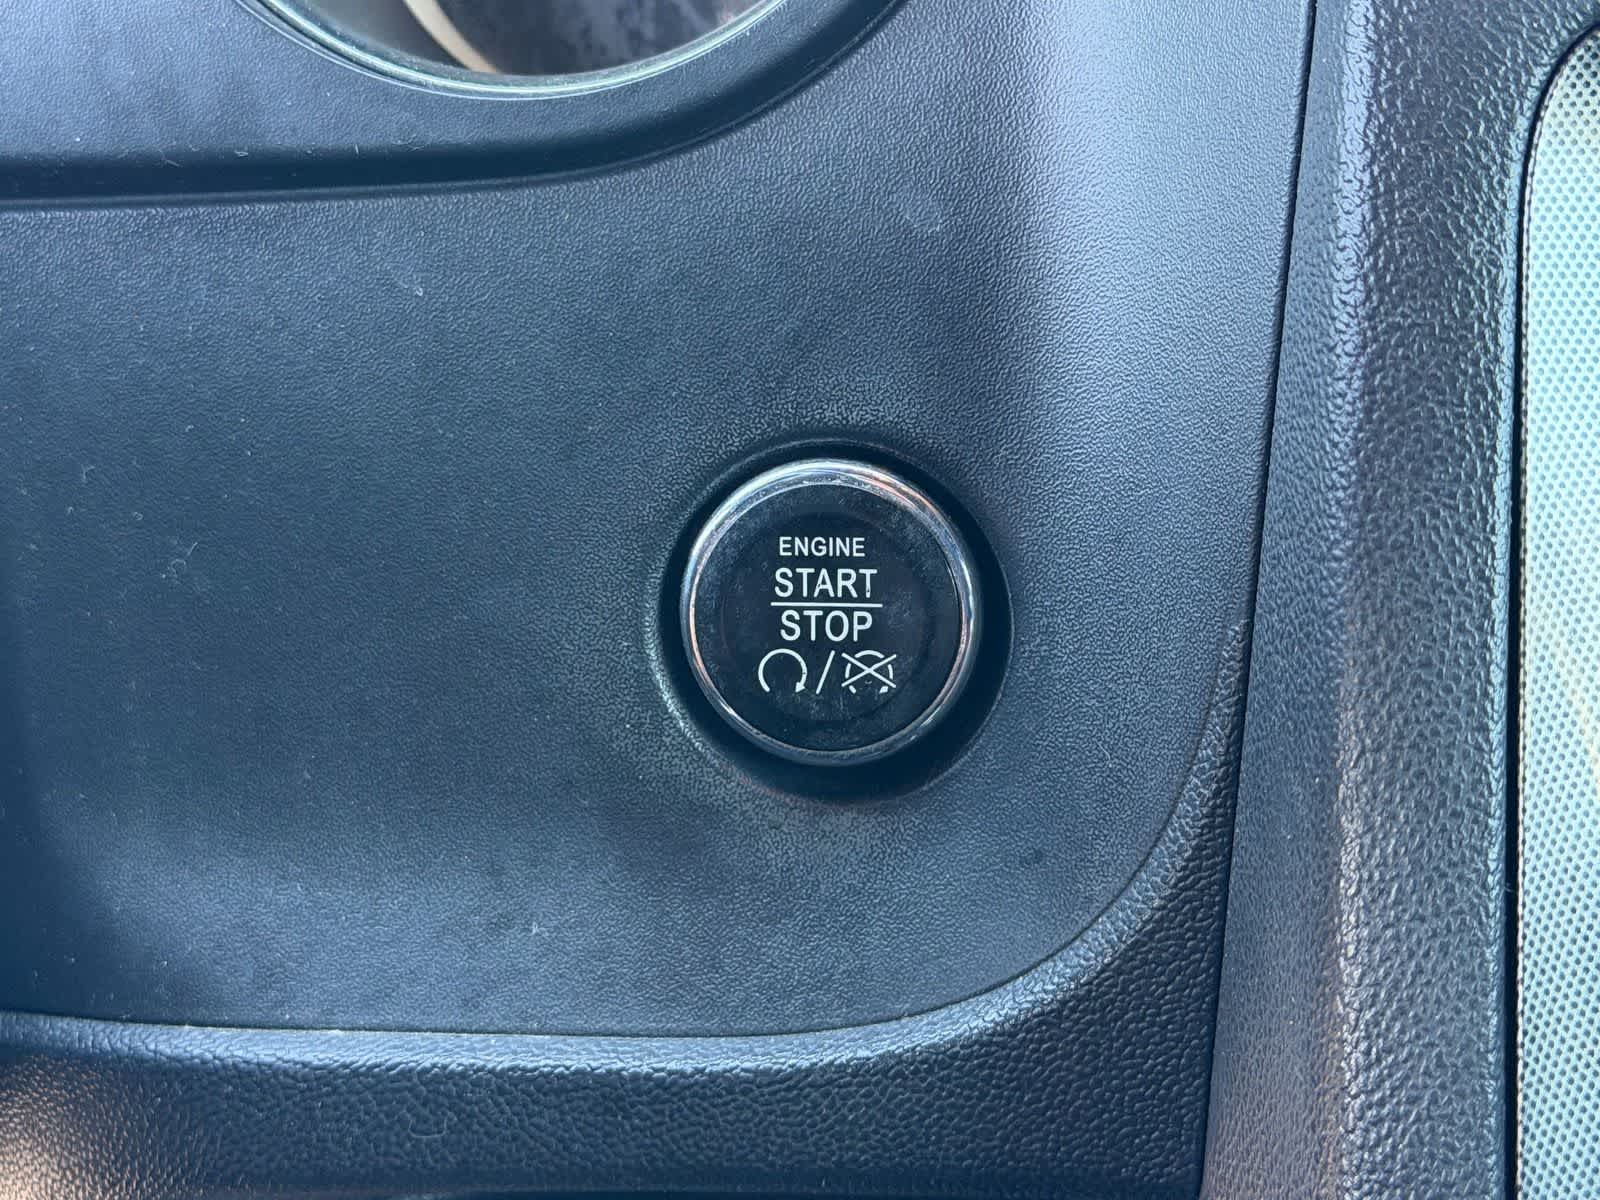 ENGINE
START
STOP
/